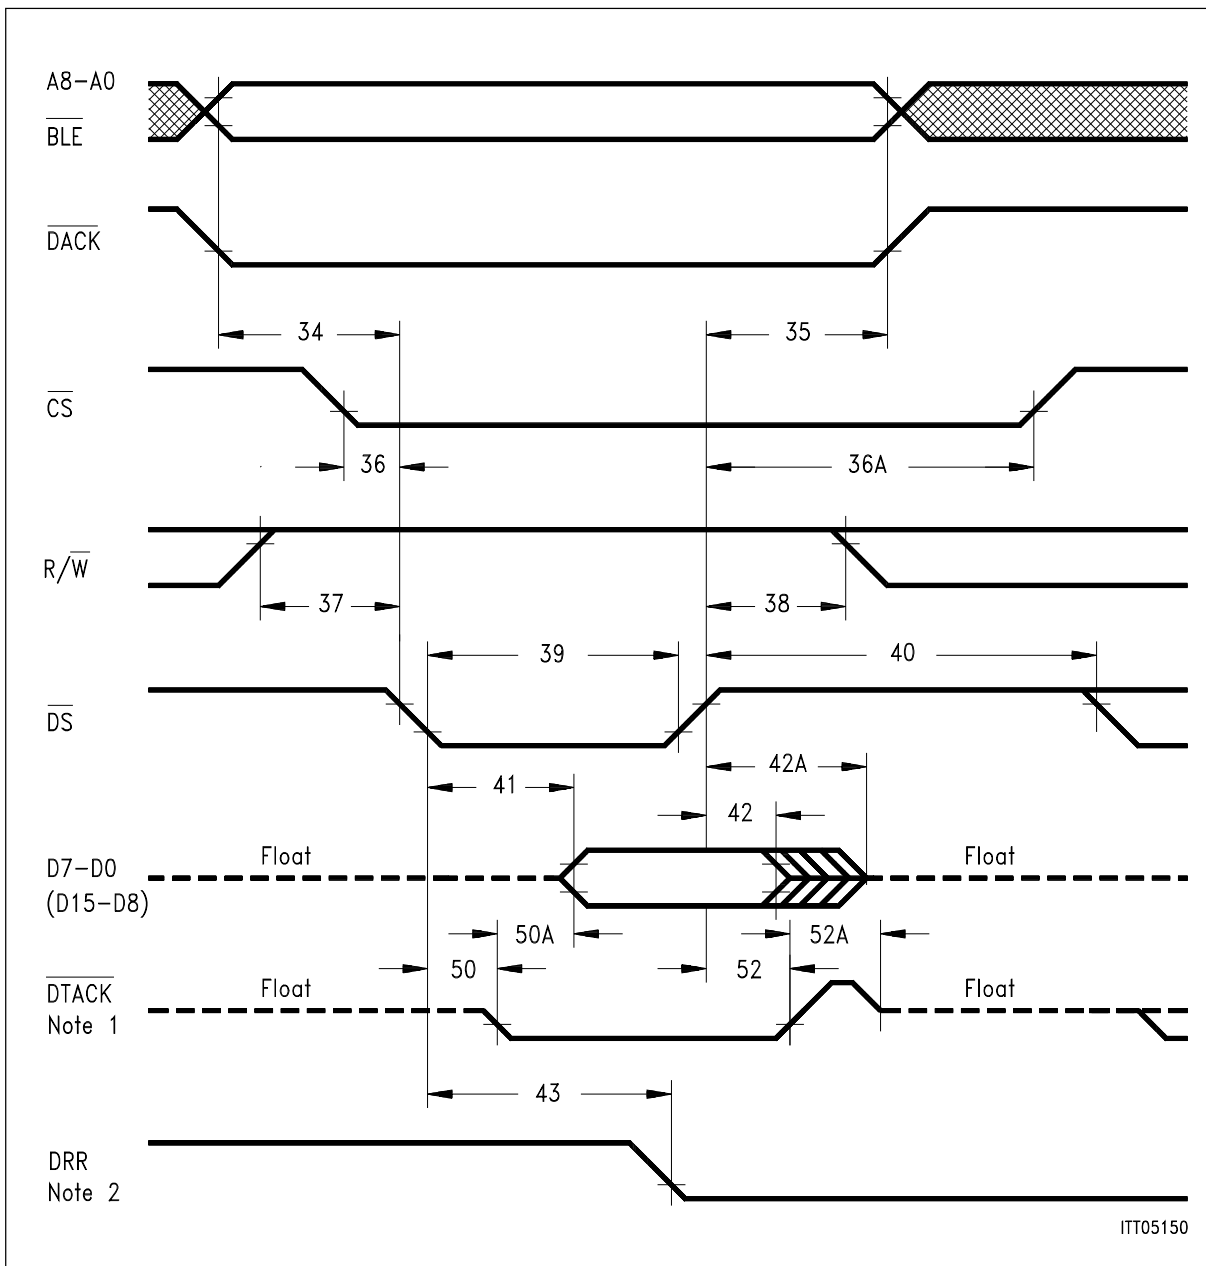 A8-A0
BLE
DACK
34
35
CS
36
36A
R/W
37
38
39
40
DS
42A
41
42
D7-D0
(D15-D8)
Float
Float
50A
52A
50
52
DTACK
Note 1
Float
Float
43
DRR
Note 2
ITT05150